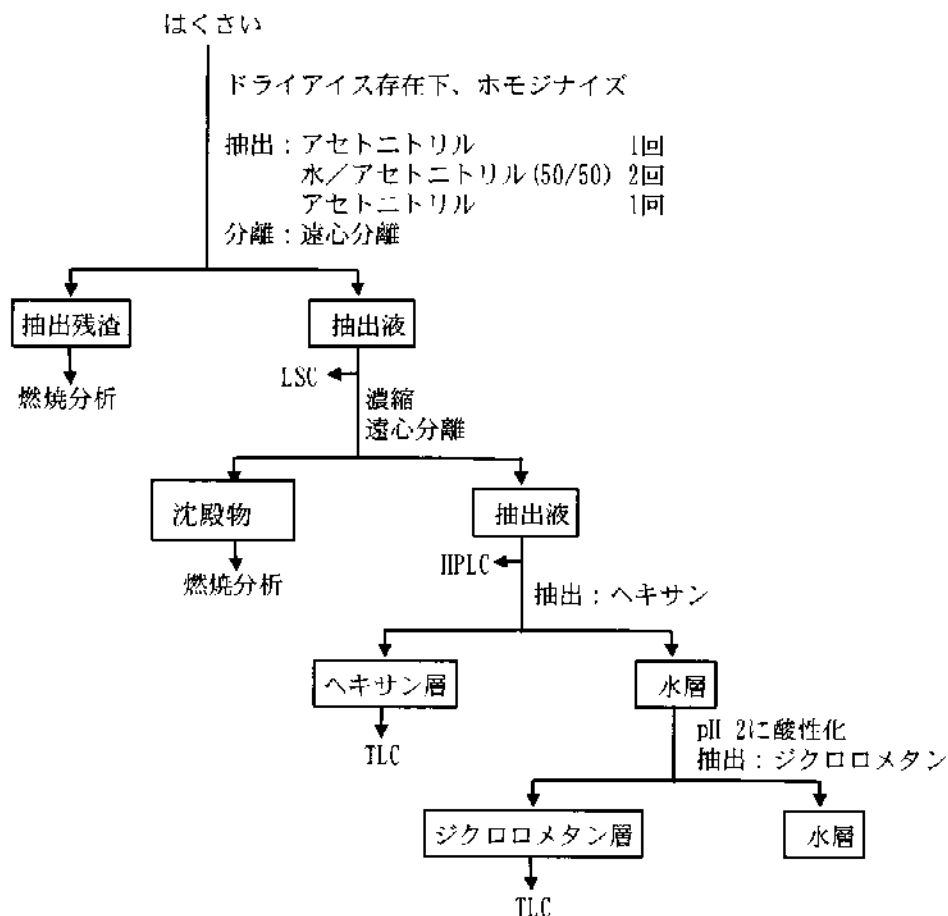 はくさい
ドライアイス存在下、ホモジナイズ
抽出：アセトニトリル 1回
水／アセトニトリル(50/50) 2回
アセトニトリル 1回
分離：遠心分離
抽出残渣
抽出液
LSC
燃焼分析
濃縮
遠心分離
沈殿物
抽出液
HPLC
燃焼分析
抽出：ヘキサン
ヘキサン層
水層
TLC
pH 2に酸性化
抽出：ジクロロメタン
ジクロロメタン層
水層
TLC